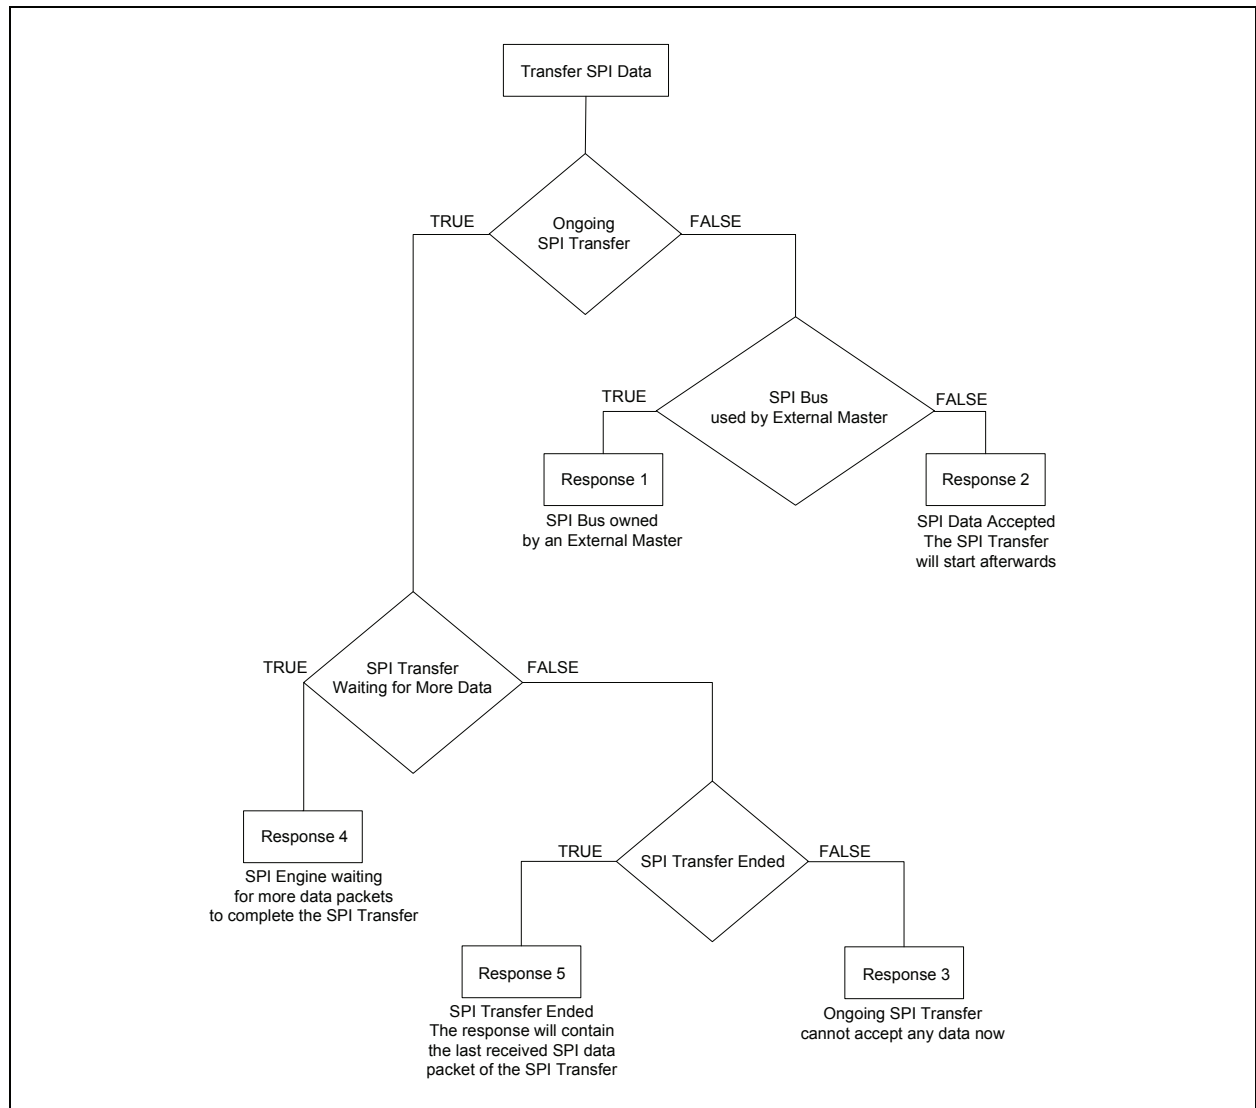 Transfer SPI Data
TRUE
Ongoing
SPI Transfer
FALSE
TRUE
SPI Bus
used by External Master
FALSE
Response 1
SPI Bus owned
by an External Master
Response 2
SPI Data Accepted
The SPI Transfer
will start afterwards
TRUE
SPI Transfer
Waiting for More Data
FALSE
Response 4
SPI Engine waiting
for more data packets
to complete the SPI Transfer
TRUE
SPI Transfer Ended
FALSE
Response 5
SPI Transfer Ended
The response will contain
the last received SPI data
packet of the SPI Transfer
Response 3
Ongoing SPI Transfer
cannot accept any data now